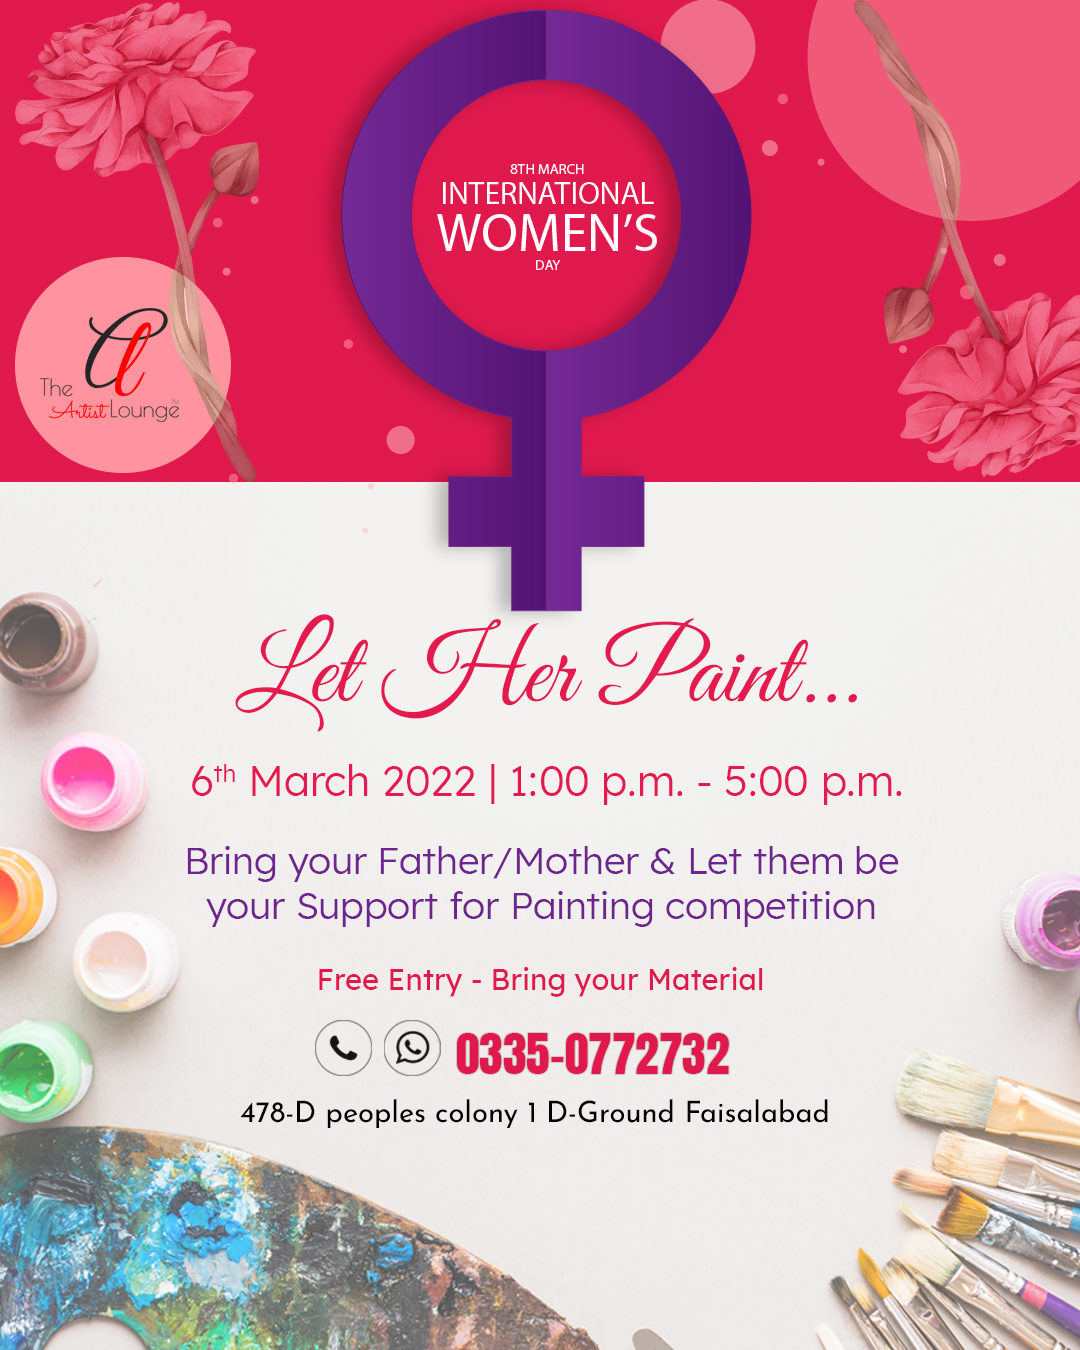 8TH MARCH
INTERNATIONAL
WOMEN'S
DAY
The
Artist Lounge™
Let Her Paint...
6th March 2022 | 1:00 p.m. - 5:00 p.m.
Bring your Father/Mother & Let them be
your Support for Painting competition
Free Entry - Bring your Material
0335-0772732
478-D peoples colony 1 D-Ground Faisalabad